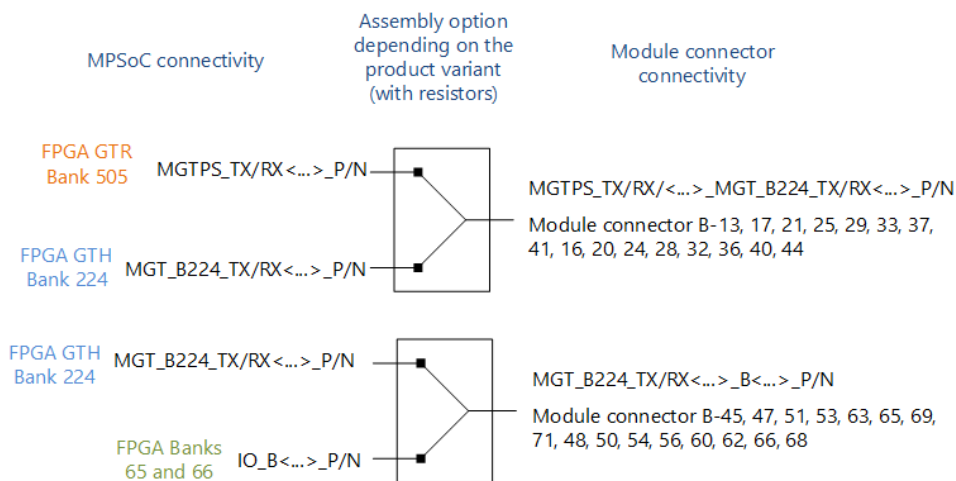 MPSoC connectivity
Assembly option
depending on the
product variant
(with resistors)
Module connector
connectivity
FPGA GTR
Bank 505
MGTPS_TX/RX<...>_P/N
FPGA GTH
Bank 224
MGT_B224_TX/RX<...>_P/N
MGTPS_TX/RX/<...>_MGT_B224_TX/RX<...>_P/N
Module connector B-13, 17, 21, 25, 29, 33, 37,
41, 16, 20, 24, 28, 32, 36, 40, 44
FPGA GTH
Bank 224
MGT_B224_TX/RX<...>_P/N
FPGA Banks
65 and 66
IO_B<...>_P/N
MGT_B224_TX/RX<...>_B<...>_P/N
Module connector B-45, 47, 51, 53, 63, 65, 69,
71, 48, 50, 54, 56, 60, 62, 66, 68